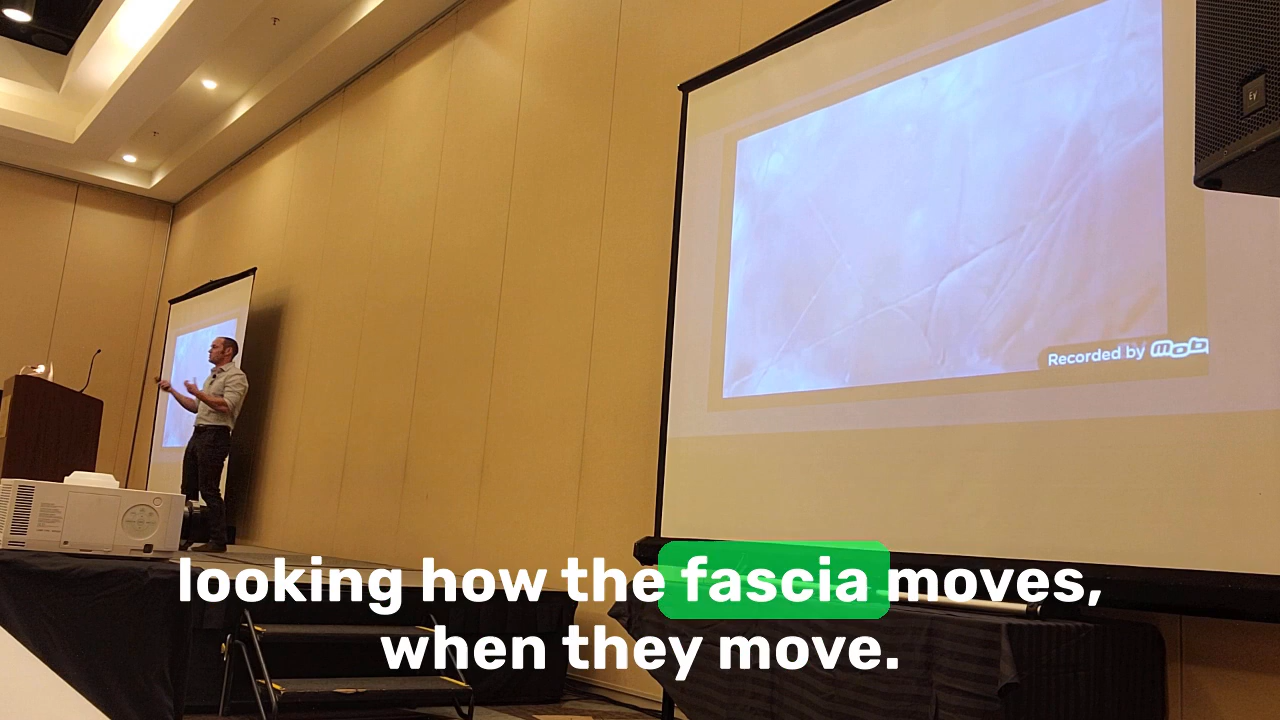 Recorded by mob
looking how the fascia moves,
when they move.